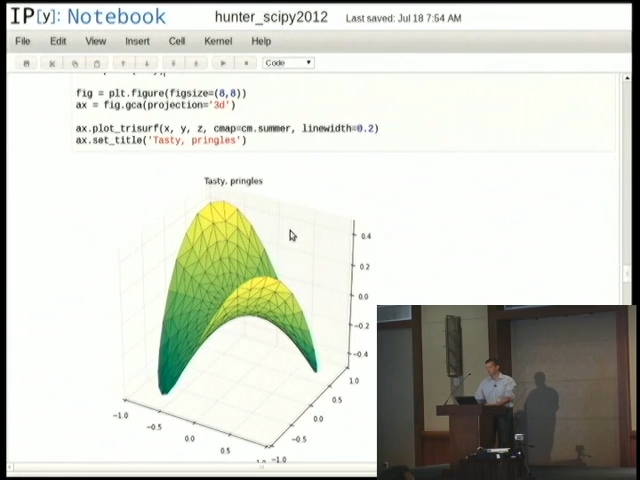 IP[y]: Notebook hunter_scipy2012 Last saved: Jul 18 7:54 AM
File Edit View Insert Cell Kernel Help
Code
fig = plt.figure(figsize=(8,8))
ax = fig.gca(projection='3d')
ax.plot_trisurf(x, y, z, cmap=cm.summer, linewidth=0.2)
ax.set_title('Tasty, pringles')
Tasty, pringles
0.4
0.2
0.0
−0.2
−0.4
1.0
0.5
0.0
−0.5
−1.0
−1.0
−0.5
0.0
0.5